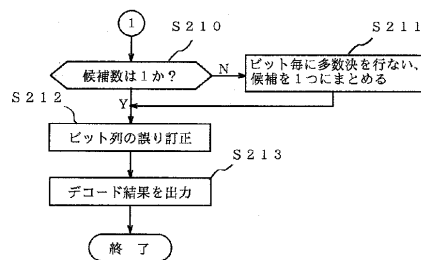 1
S210
S211
候補数は1か?
N
ビット毎に多数決を行ない、
候補を1つにまとめる
S212
Y
ビット列の誤り訂正
S213
デコード結果を出力
終 了